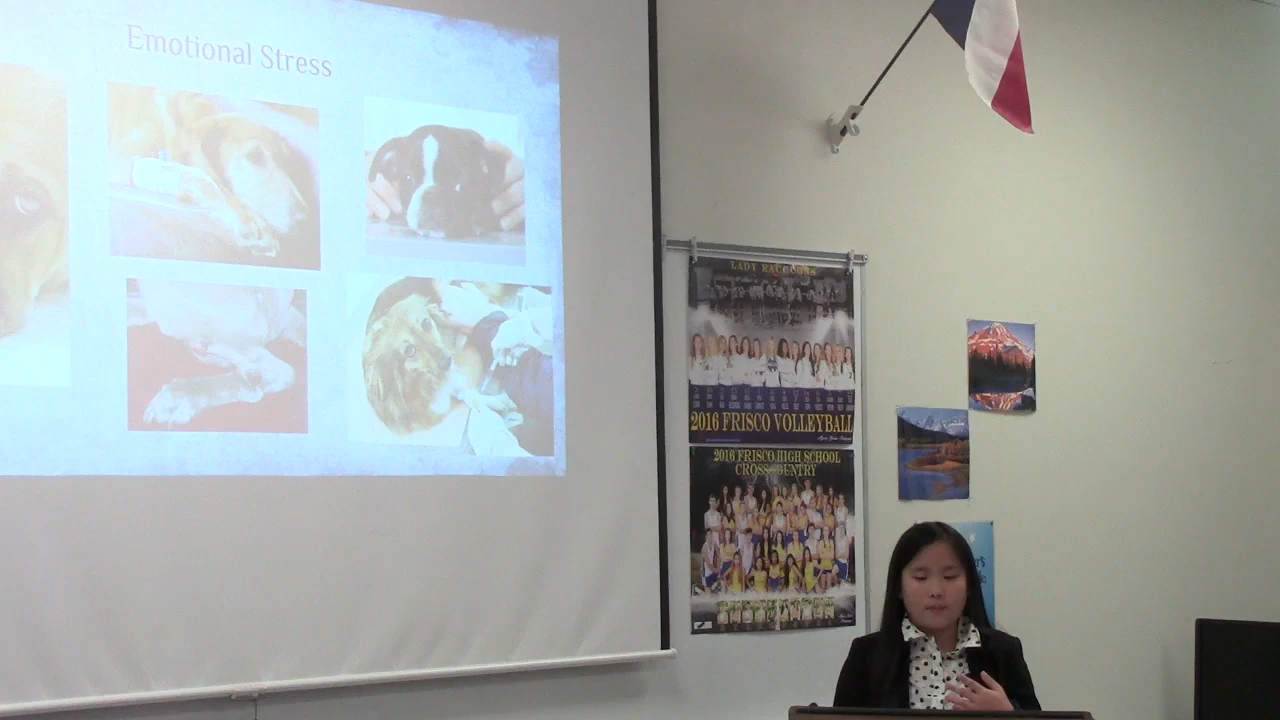 Emotional Stress
LADY RACCOONS
2016 FRISCO VOLLEYBALL
2016 FRISCO HIGH SCHOOL
CROSS COUNTRY